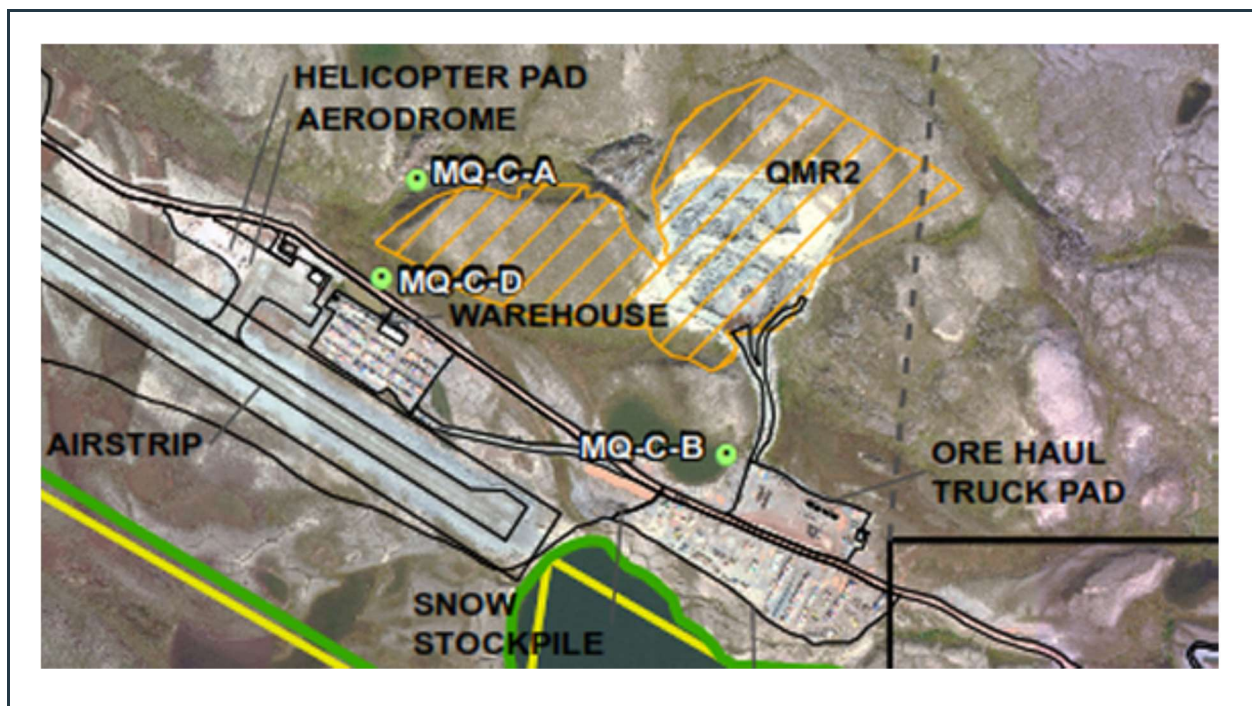 HELICOPTER PAD
AERODROME
MQ-C-A
QMR2
MQ-C-D
WAREHOUSE
AIRSTRIP
MQ-C-B
ORE HAUL
TRUCK PAD
SNOW
STOCKPILE